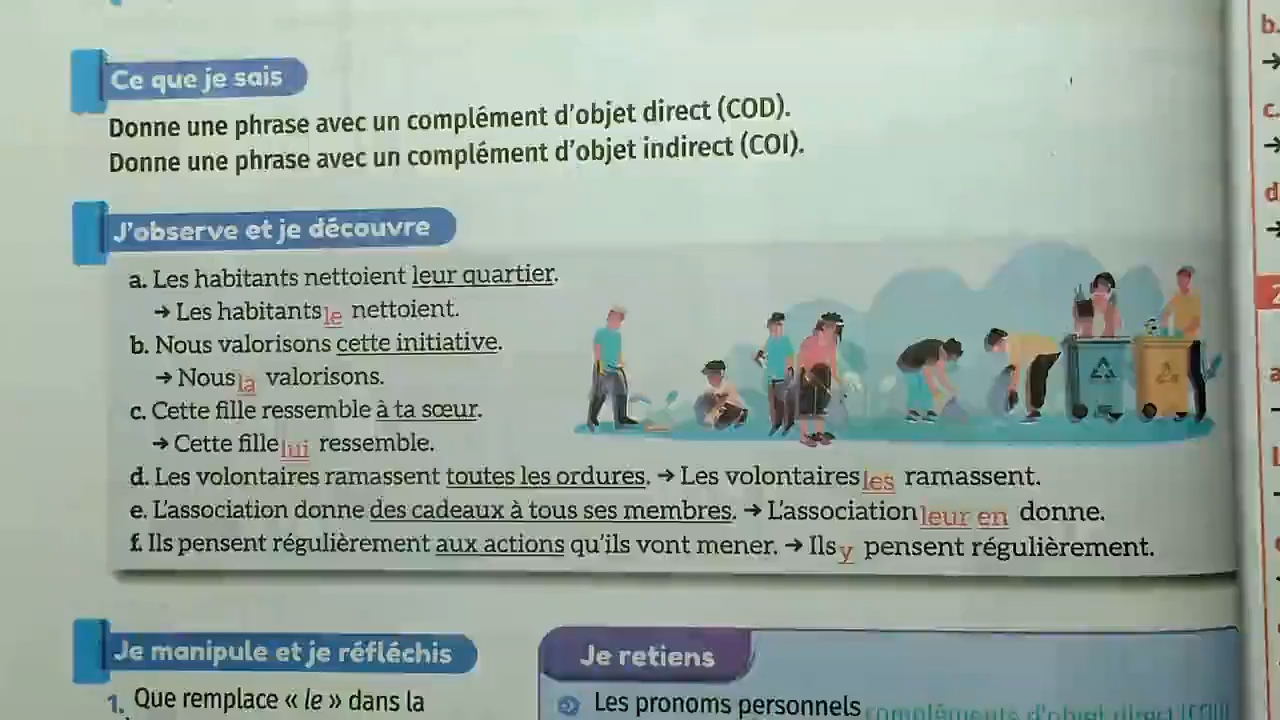 Ce que je sais
Donne une phrase avec un complément d'objet direct (COD).
Donne une phrase avec un complément d'objet indirect (COI).
J'observe et je découvre
a. Les habitants nettoient leur quartier.
→ Les habitants le nettoient.
b. Nous valorisons cette initiative.
→ Nous la valorisons.
c. Cette fille ressemble à ta sœur.
→ Cette fille lui ressemble.
d. Les volontaires ramassent toutes les ordures. → Les volontaires les ramassent.
e. L'association donne des cadeaux à tous ses membres. → L'association leur en donne.
f. Ils pensent régulièrement aux actions qu'ils vont mener. → Ils y pensent régulièrement.
Je manipule et je réfléchis
1. Que remplace « le » dans la
Je retiens
Les pronoms personnels compléments d'objet direct
b.
→
c.
→
d
→
2
a